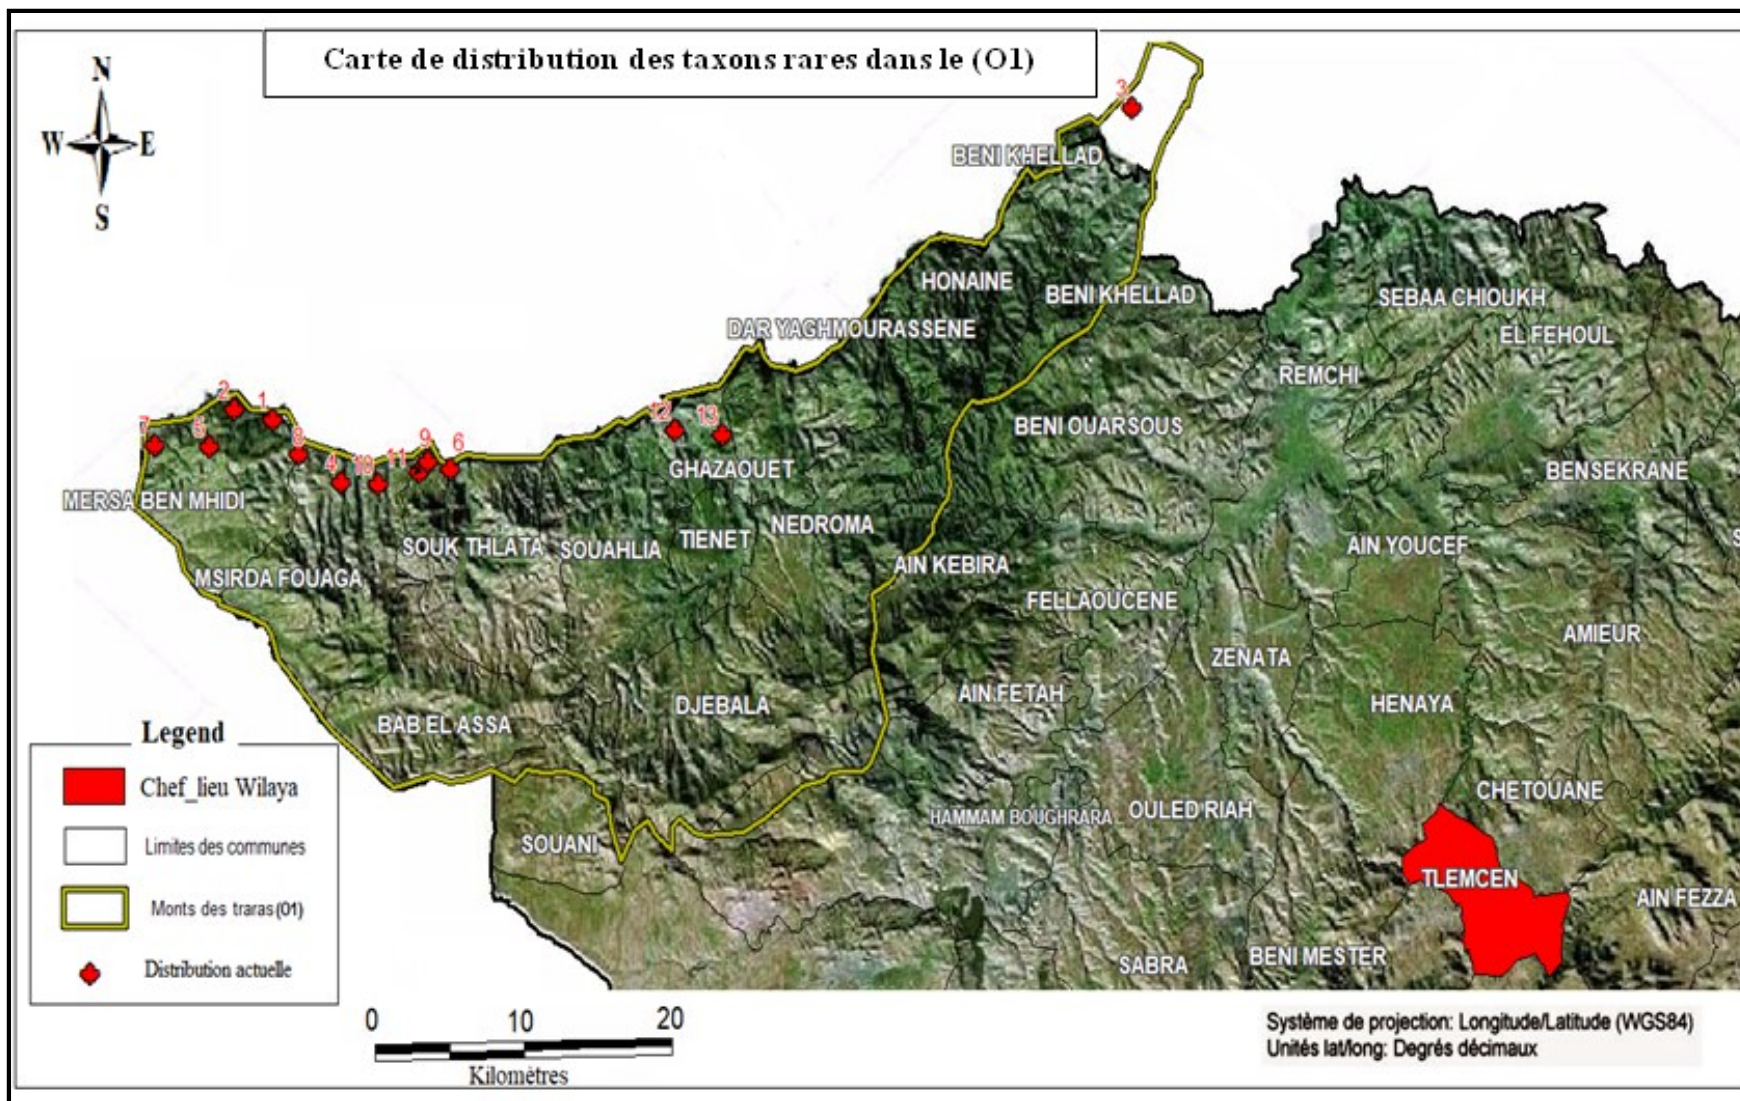 Carte de distribution des taxons rares dans le (O1)
N
W E
S
3
BENI KHELLAD
HONAINE
BENI KHELLAD
SEBAA CHIOUKH
DAR YAGHMOURASSENE
EL FEHOUL
REMCHI
2
1
12
13
7
5
8
9
6
4
10
11
BENI OUARSOUS
GHAZAOUET
BENSEKRANE
MERSA BEN MHIDI
NEDROMA
TIENET
SOUK THLATA
SOUAHLIA
AIN YOUCEF
S
AIN KEBIRA
MSIRDA FOUAGA
FELLAOUCENE
AMIEUR
ZENATA
AIN FETAH
DJEBALA
HENAYA
BAB EL ASSA
CHETOUANE
HAMMAM BOUGHRARA
OULED RIAH
SOUANI
TLEMCEN
AIN FEZZA
SABRA
BENI MESTER
Legend
Chef_lieu Wilaya
Limites des communes
Monts des traras (O1)
Distribution actuelle
0 10 20
Kilomètres
Système de projection: Longitude/Latitude (WGS84)
Unités lat/long: Degrés décimaux